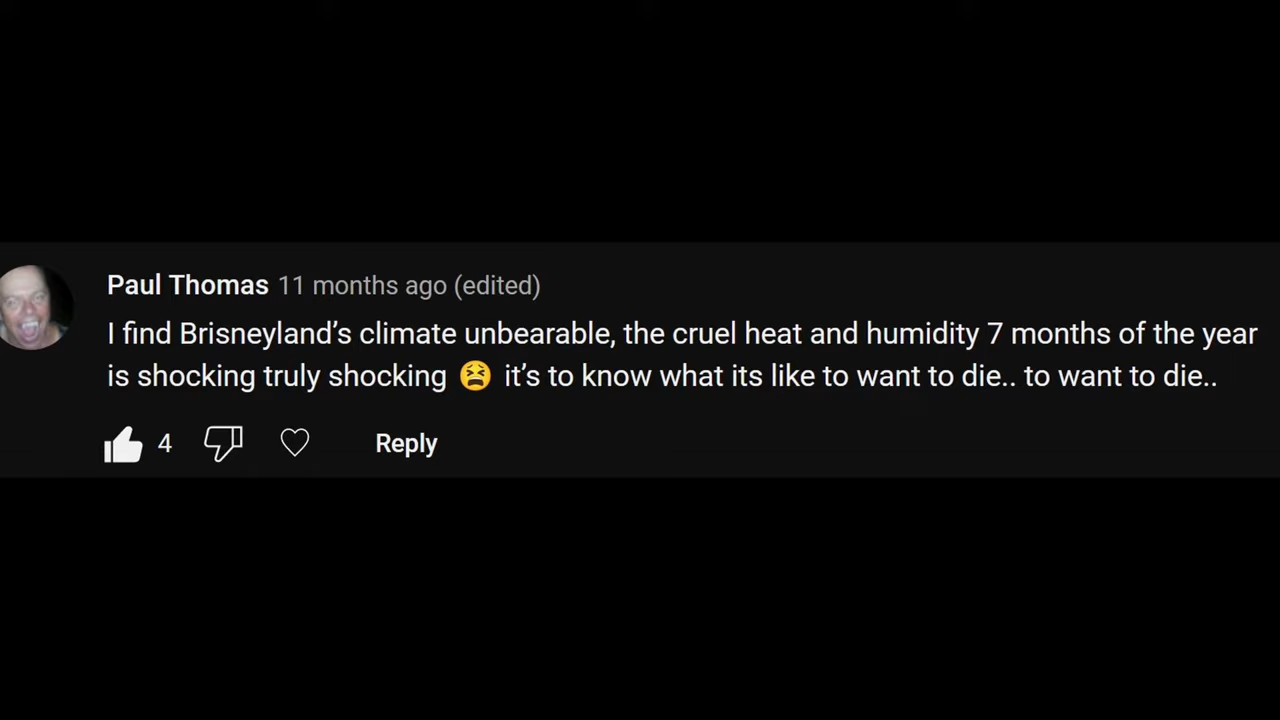 Paul Thomas 11 months ago (edited)
I find Brisneyland’s climate unbearable, the cruel heat and humidity 7 months of the year
is shocking truly shocking 😫 it’s to know what its like to want to die.. to want to die..
4 Reply